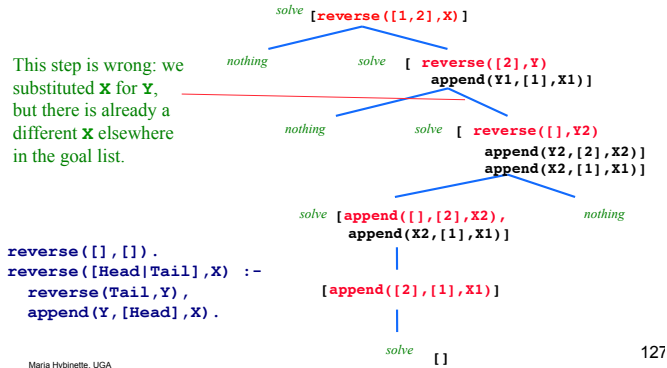 solve [reverse([1,2],X)]
This step is wrong: we
substituted X for Y,
but there is already a
different X elsewhere
in the goal list.
nothing
solve [ reverse([2],Y)
append(Y1,[1],X1)]
nothing
solve [ reverse([],Y2)
append(Y2,[2],X2)]
append(X2,[1],X1)]
solve [append([],[2],X2),
append(X2,[1],X1)]
nothing
reverse([],[]).
reverse([Head|Tail],X) :-
reverse(Tail,Y),
append(Y,[Head],X).
[append([2],[1],X1)]
solve []
Maria Hybinette, UGA
127